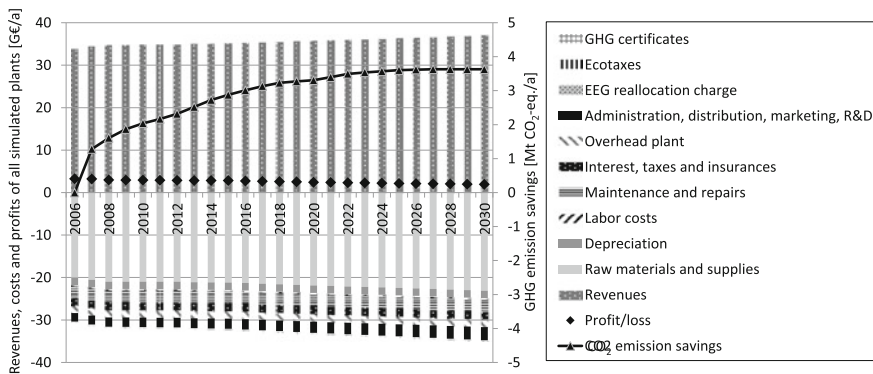 Revenues, costs and profits of all simulated plants [G€/a]
40
30
20
10
0
-10
-20
-30
-40
2006
2008
2010
2012
2014
2016
2018
2020
2022
2024
2026
2028
2030
5
4
3
2
1
0
-1
-2
-3
-4
-5
GHG emission savings [Mt CO2-eq./a]
GHG certificates
Ecotaxes
EEG reallocation charge
Administration, distribution, marketing, R&D
Overhead plant
Interest, taxes and insurances
Maintenance and repairs
Labor costs
Depreciation
Raw materials and supplies
Revenues
Profit/loss
CO2 emission savings